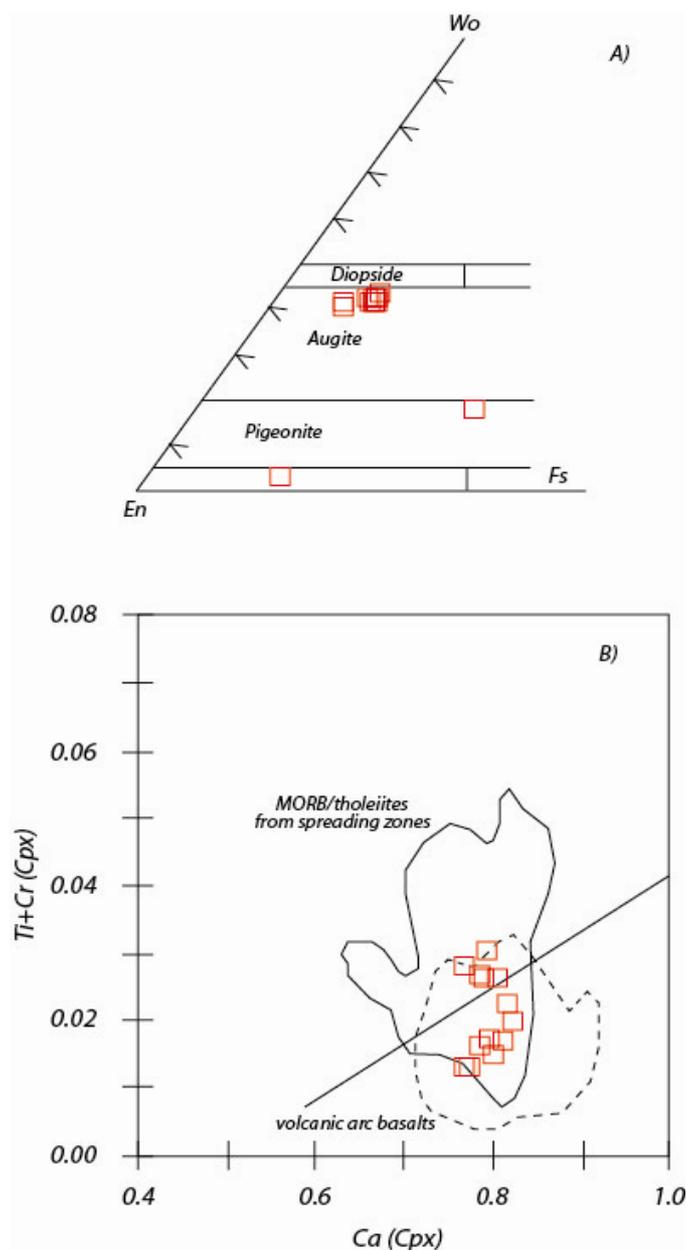 Wo
A)
Diopside
Augite
Pigeonite
Fs
En
0.08
B)
0.06
MORB/tholeiites
from spreading zones
Ti+Cr (Cpx)
0.04
0.02
volcanic arc basalts
0.00
0.4
0.6
0.8
1.0
Ca (Cpx)